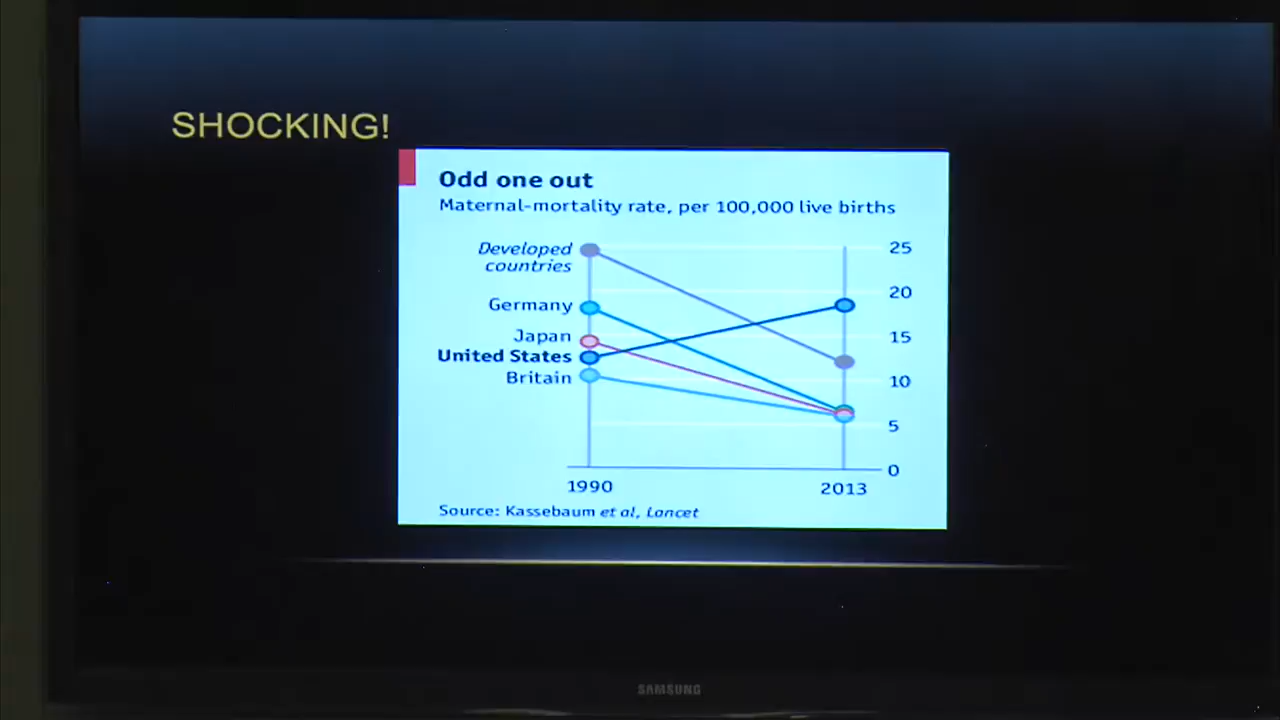 SHOCKING!
Odd one out
Maternal-mortality rate, per 100,000 live births
Developed
countries
Germany
Japan
United States
Britain
25
20
15
10
5
0
1990
2013
Source: Kassebaum et al, Lancet
SAMSUNG